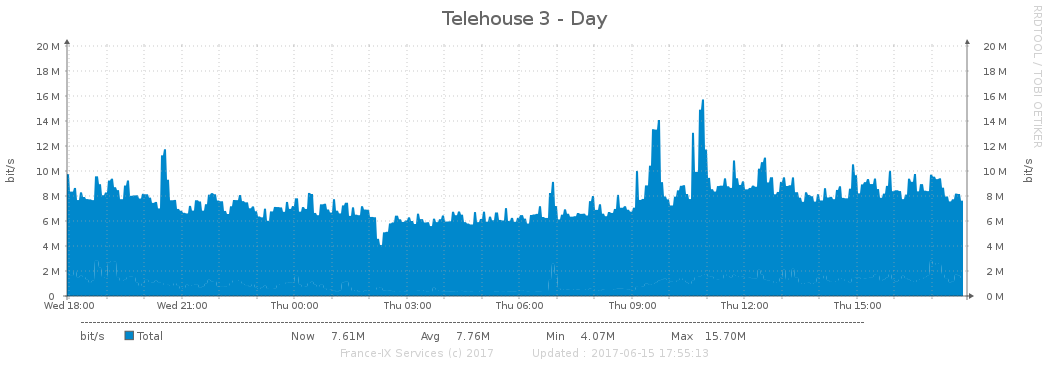 Telehouse 3 - Day
RRDTOOL / TOBI OETIKER
bit/s
20 M 20 M
18 M 18 M
16 M 16 M
14 M 14 M
12 M 12 M
10 M 10 M
8 M 8 M
6 M 6 M
4 M 4 M
2 M 2 M
0 0 M
bit/s
Wed 18:00 Wed 21:00 Thu 00:00 Thu 03:00 Thu 06:00 Thu 09:00 Thu 12:00 Thu 15:00
bit/s Total Now 7.61M Avg 7.76M Min 4.07M Max 15.70M
France-IX Services (c) 2017 Updated : 2017-06-15 17:55:13